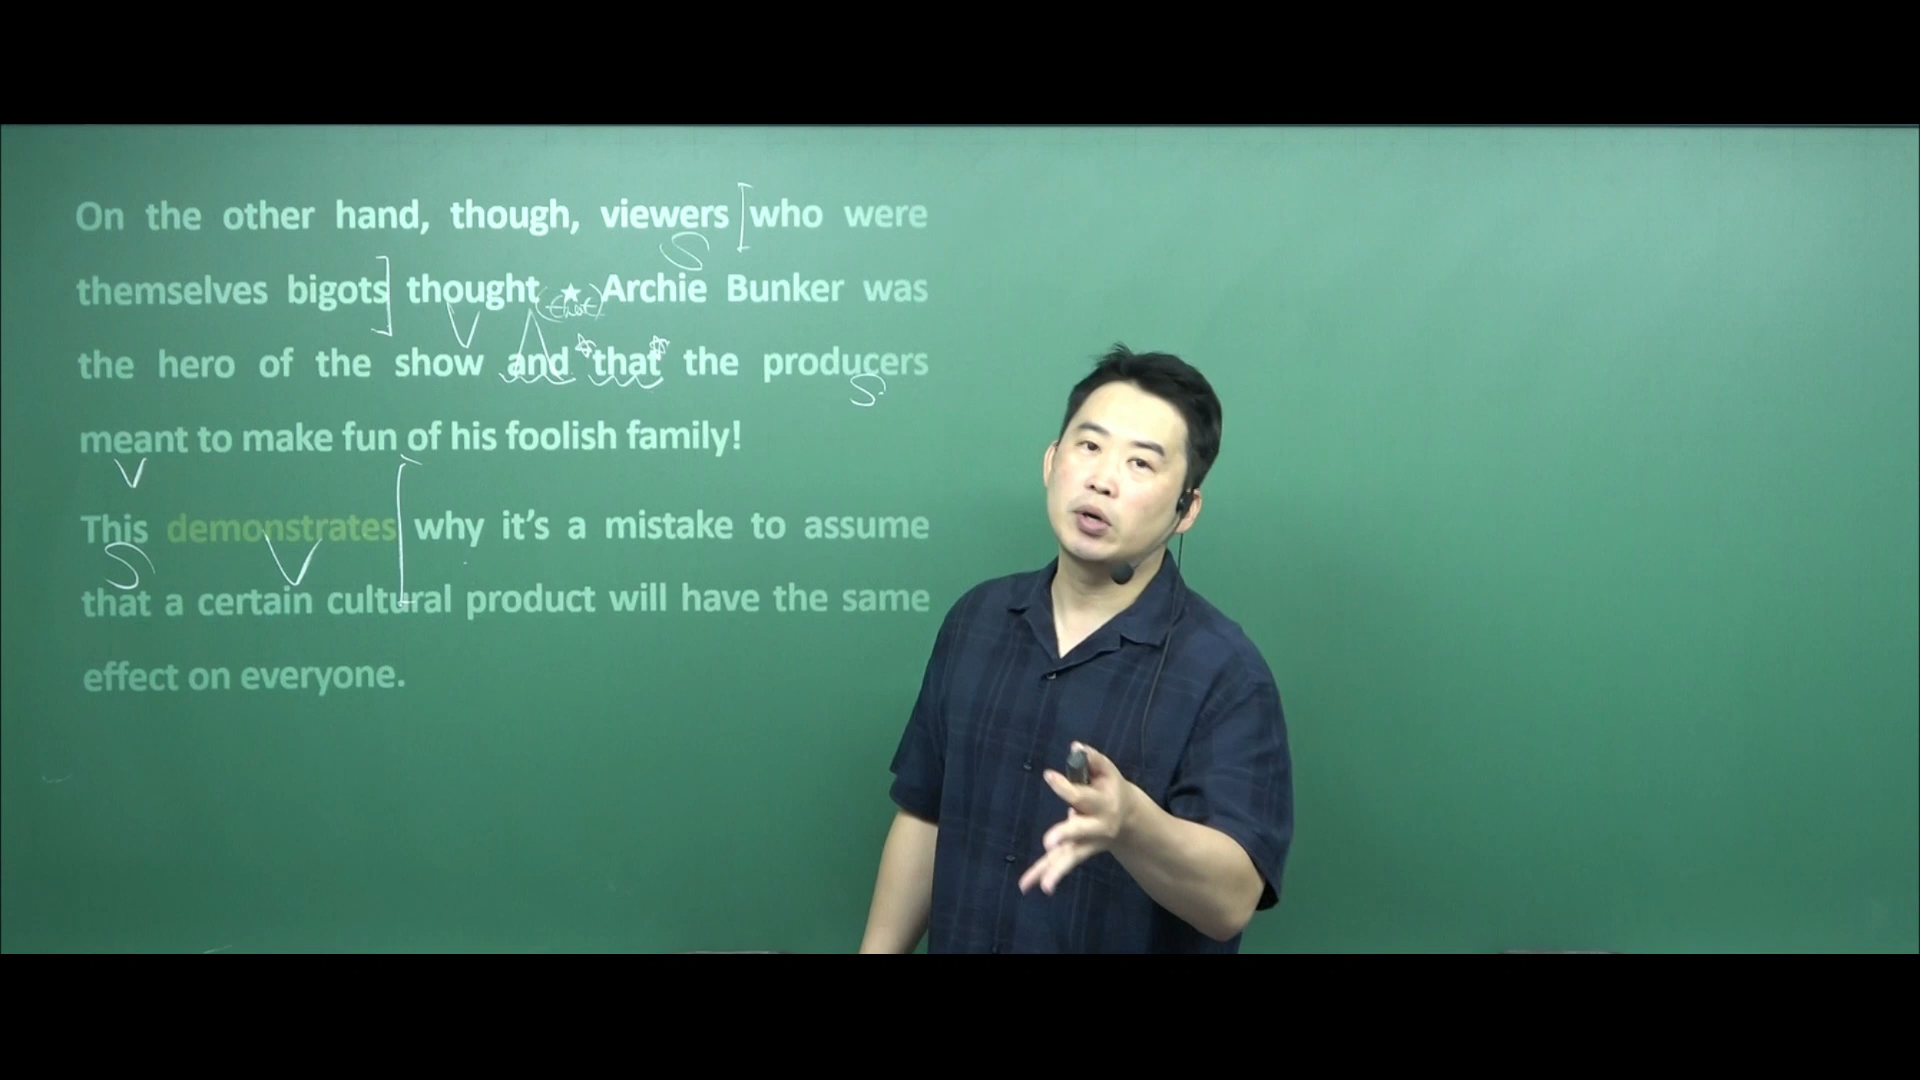 On the other hand, though, viewers [who were
S
themselves bigots] thought ★ Archie Bunker was
(that)
V
the hero of the show and that the producers
S
meant to make fun of his foolish family!
V
This demonstrates [why it's a mistake to assume
S V
that a certain cultural product will have the same
effect on everyone.